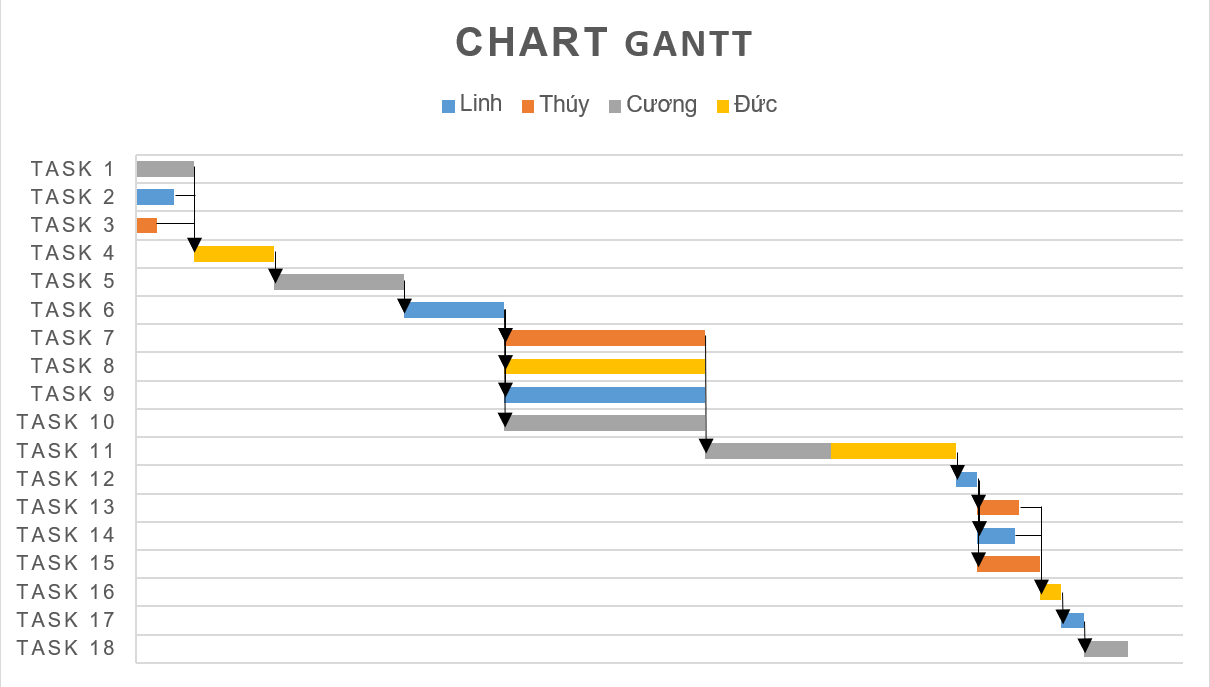 CHART GANTT
Linh Thúy Cương Đức
TASK 1
TASK 2
TASK 3
TASK 4
TASK 5
TASK 6
TASK 7
TASK 8
TASK 9
TASK 10
TASK 11
TASK 12
TASK 13
TASK 14
TASK 15
TASK 16
TASK 17
TASK 18